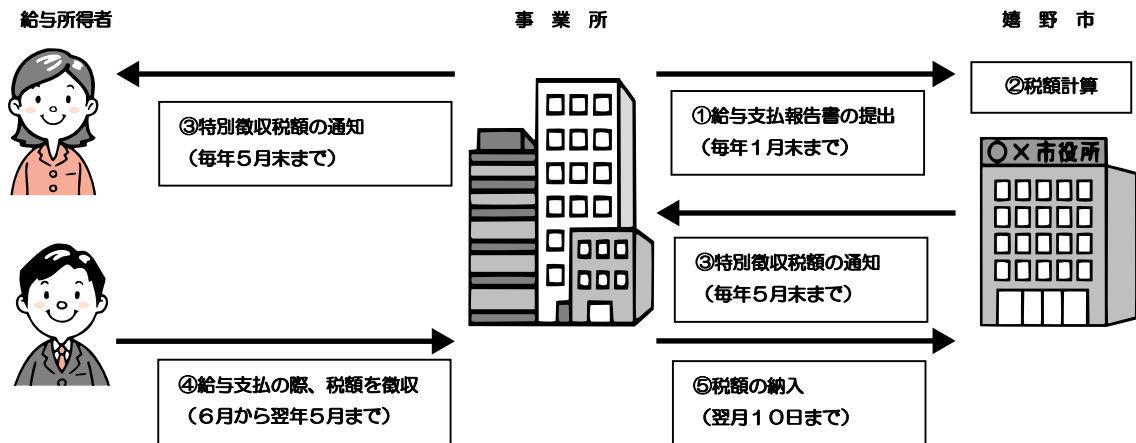 給与所得者
事業所
嬉野市
②税額計算
③特別徴収税額の通知
（毎年５月末まで）
①給与支払報告書の提出
（毎年１月末まで）
○×市役所
③特別徴収税額の通知
（毎年５月末まで）
④給与支払の際、税額を徴収
（６月から翌年５月まで）
⑤税額の納入
（翌月１０日まで）